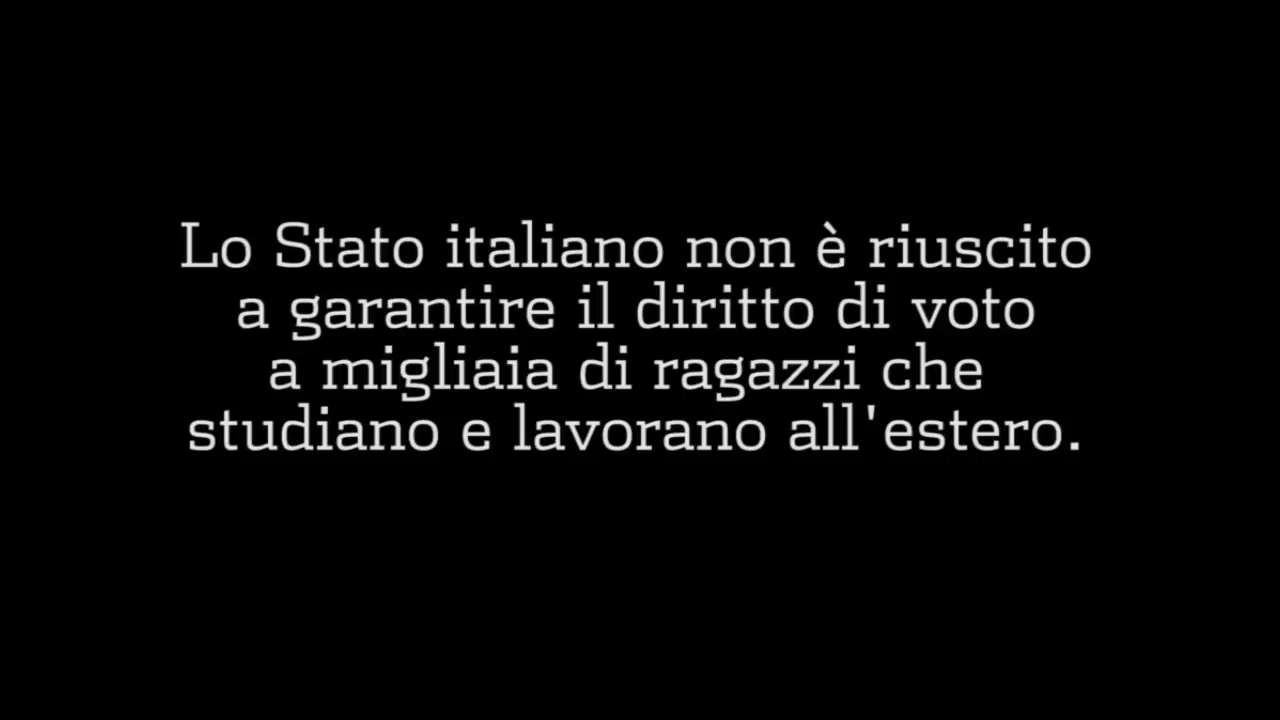 Lo Stato italiano non è riuscito
a garantire il diritto di voto
a migliaia di ragazzi che
studiano e lavorano all'estero.